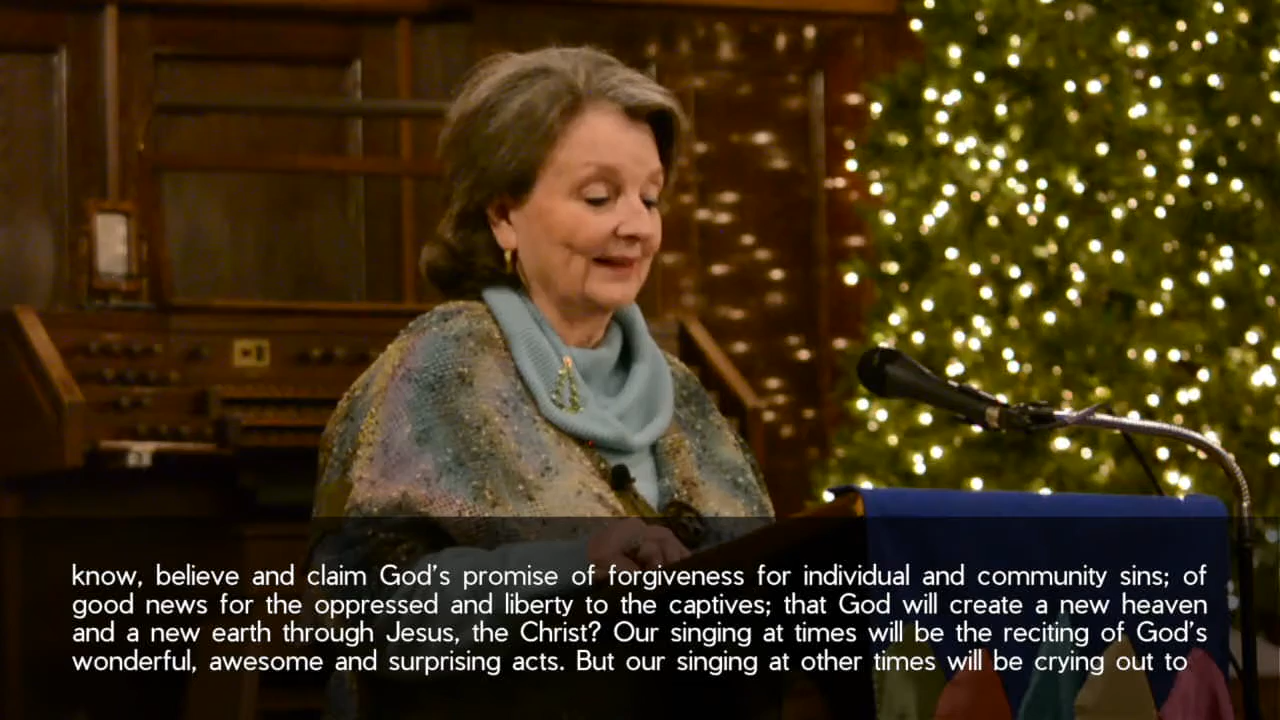 know, believe and claim God's promise of forgiveness for individual and community sins; of
good news for the oppressed and liberty to the captives; that God will create a new heaven
and a new earth through Jesus, the Christ? Our singing at times will be the reciting of God's
wonderful, awesome and surprising acts. But our singing at other times will be crying out to